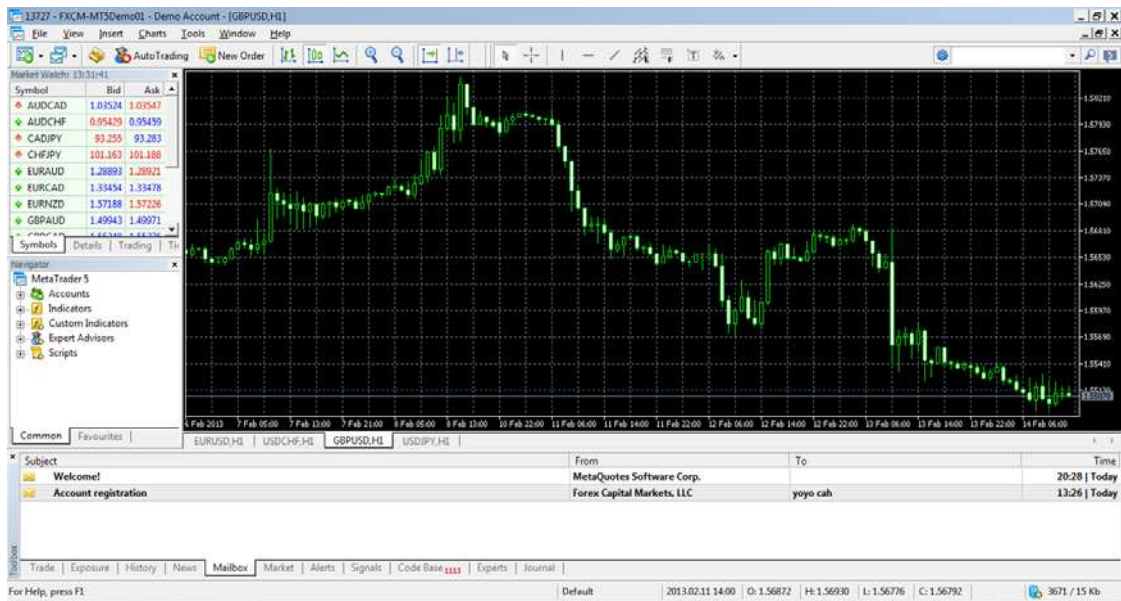 13727 - FXCM-MT5Demo01 - Demo Account - [GBPUSD,H1]
File View Insert Charts Tools Window Help
AutoTrading New Order
Market Watch: 13:31:41
Symbol Bid Ask
AUDCAD 1.03524 1.03547
AUDCHF 0.95429 0.95459
CADJPY 93.255 93.283
CHFJPY 101.163 101.188
EURAUD 1.28893 1.28921
EURCAD 1.33454 1.33478
EURNZD 1.57188 1.57226
GBPAUD 1.49943 1.49971
Symbols Details Trading
Navigator
MetaTrader 5
Accounts
Indicators
Custom Indicators
Expert Advisors
Scripts
Common Favourites
1.58210
1.57930
1.57650
1.57370
1.57090
1.56810
1.56530
1.56250
1.55970
1.55690
1.55410
1.55130
1.55070
6 Feb 2013 7 Feb 05:00 7 Feb 13:00 7 Feb 21:00 8 Feb 05:00 8 Feb 13:00 10 Feb 22:00 11 Feb 06:00 11 Feb 14:00 11 Feb 22:00 12 Feb 06:00 12 Feb 14:00 12 Feb 22:00 13 Feb 06:00 13 Feb 14:00 13 Feb 22:00 14 Feb 06:00
EURUSD,H1 USDCHF,H1 GBPUSD,H1 USDJPY,H1
Subject From To Time
Welcome! MetaQuotes Software Corp. 20:28 | Today
Account registration Forex Capital Markets, LLC yoyo cah 13:26 | Today
Toolbox
Trade Exposure History News Mailbox Market Alerts Signals Code Base 1113 Experts Journal
For Help, press F1 Default 2013.02.11 14:00 O: 1.56872 H: 1.56930 L: 1.56776 C: 1.56792 3671 / 15 Kb